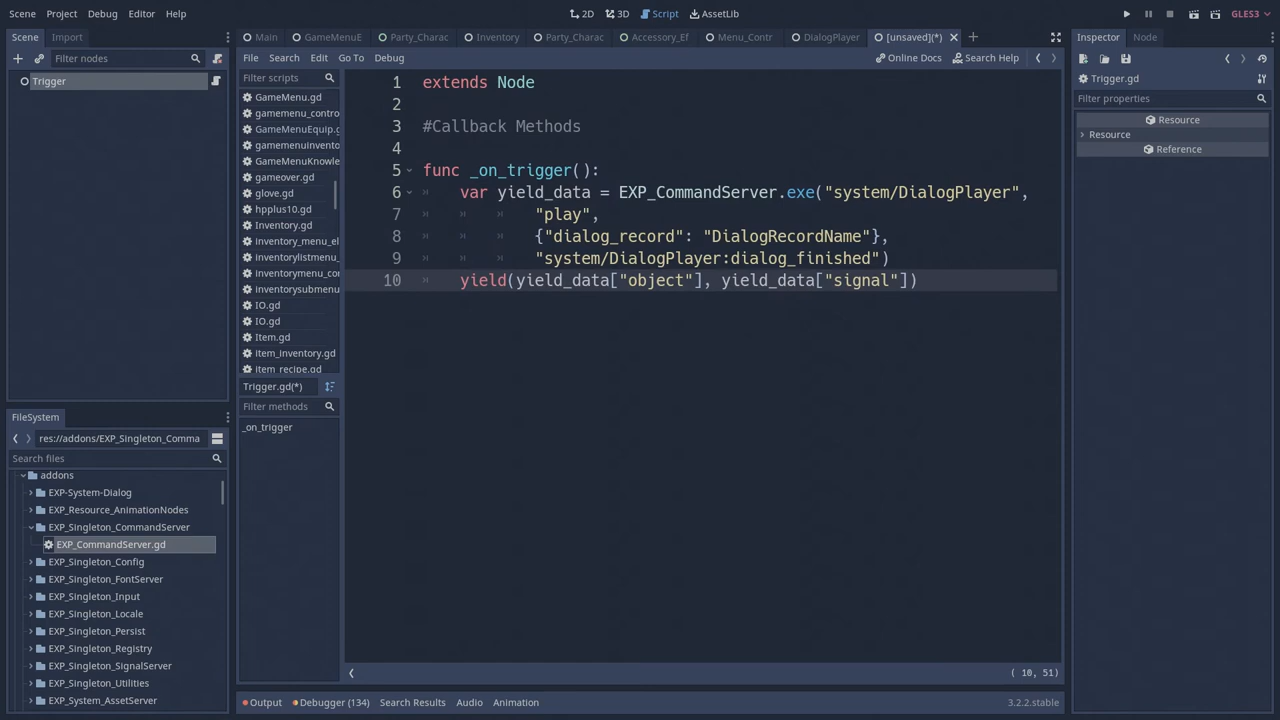 Scene Project Debug Editor Help 2D 3D Script AssetLib GLES3
Scene Import
Filter nodes
Trigger
FileSystem
res://addons/EXP_Singleton_Comma
Search files
addons
EXP-System-Dialog
EXP_Resource_AnimationNodes
EXP_Singleton_CommandServer
EXP_CommandServer.gd
EXP_Singleton_Config
EXP_Singleton_FontServer
EXP_Singleton_Input
EXP_Singleton_Locale
EXP_Singleton_Persist
EXP_Singleton_Registry
EXP_Singleton_SignalServer
EXP_Singleton_Utilities
EXP_System_AssetServer
Main GameMenuE Party_Charac Inventory Party_Charac Accessory_Ef Menu_Contr DialogPlayer [unsaved](*)
File Search Edit Go To Debug Online Docs Search Help
Filter scripts
GameMenu.gd
gamemenu_contro
GameMenuEquip.g
gamemenuinvento
GameMenuKnowle
gameover.gd
glove.gd
hpplus10.gd
Inventory.gd
inventory_menu_el
inventorylistmenu_
inventorymenu_con
inventorysubmenu
IO.gd
IO.gd
Item.gd
item_inventory.gd
item_recipe.gd
Trigger.gd(*)
Filter methods
_on_trigger
1 extends Node
2
3 #Callback Methods
4
5 func _on_trigger():
6 var yield_data = EXP_CommandServer.exe("system/DialogPlayer",
7 "play",
8 {"dialog_record": "DialogRecordName"},
9 "system/DialogPlayer:dialog_finished")
10 yield(yield_data["object"], yield_data["signal"])
( 10, 51)
Output Debugger (134) Search Results Audio Animation 3.2.2.stable
Inspector Node
Trigger.gd
Filter properties
Resource
Resource
Reference